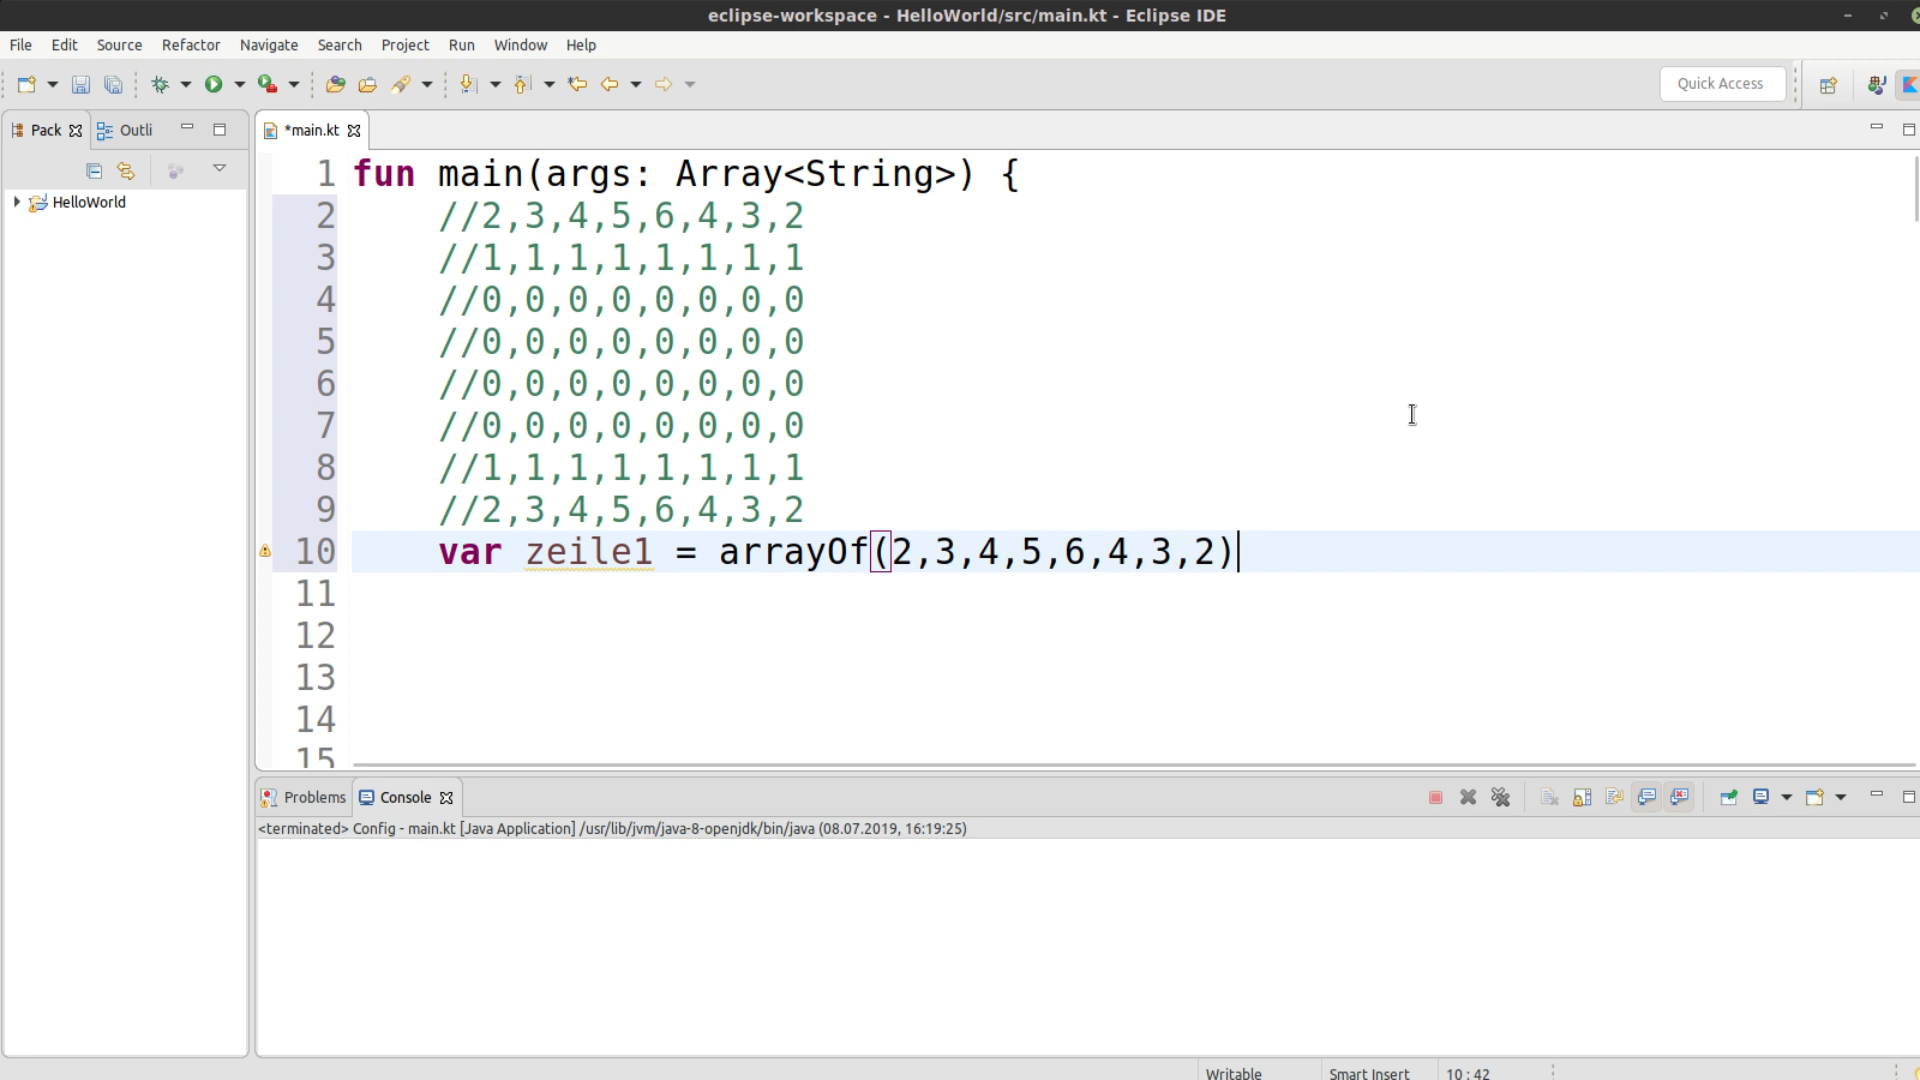 eclipse-workspace - HelloWorld/src/main.kt - Eclipse IDE
File Edit Source Refactor Navigate Search Project Run Window Help
Quick Access
Pack Outli *main.kt
HelloWorld
1 fun main(args: Array<String>) {
2 //2,3,4,5,6,4,3,2
3 //1,1,1,1,1,1,1,1
4 //0,0,0,0,0,0,0,0
5 //0,0,0,0,0,0,0,0
6 //0,0,0,0,0,0,0,0
7 //0,0,0,0,0,0,0,0
8 //1,1,1,1,1,1,1,1
9 //2,3,4,5,6,4,3,2
10 var zeile1 = arrayOf(2,3,4,5,6,4,3,2)
11
12
13
14
15
Problems Console
<terminated> Config - main.kt [Java Application] /usr/lib/jvm/java-8-openjdk/bin/java (08.07.2019, 16:19:25)
Writable Smart Insert 10 : 42